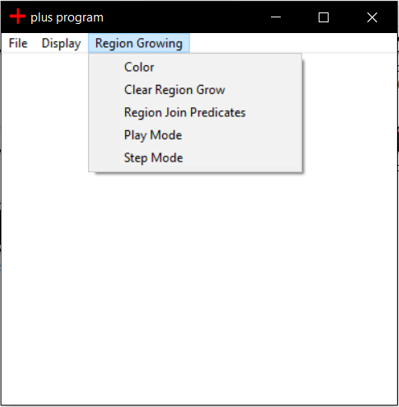 plus program
File Display Region Growing
Color
Clear Region Grow
Region Join Predicates
Play Mode
Step Mode